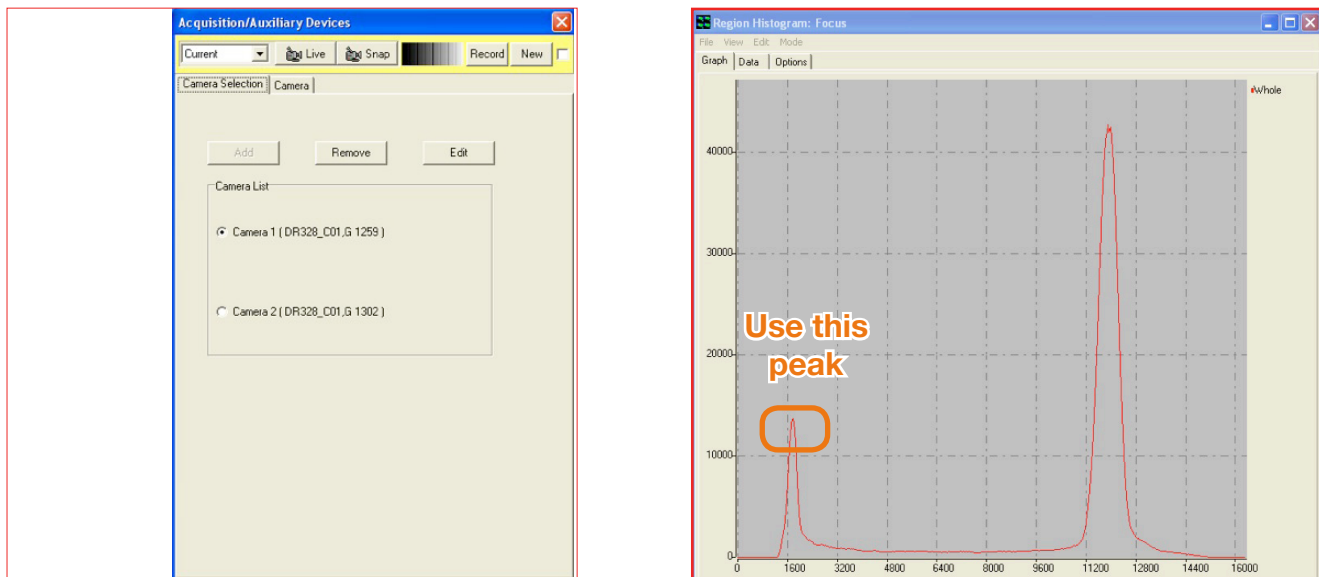 Acquisition/Auxiliary Devices
Current Live Snap Record New
Camera Selection Camera
Add Remove Edit
Camera List
Camera 1 ( DR328_C01,G 1259 )
Camera 2 ( DR328_C01,G 1302 )
Region Histogram: Focus
File View Edit Mode
Graph Data Options
Whole
40000
30000
20000
10000
0
Use this
peak
0 1600 3200 4800 6400 8000 9600 11200 12800 14400 16000